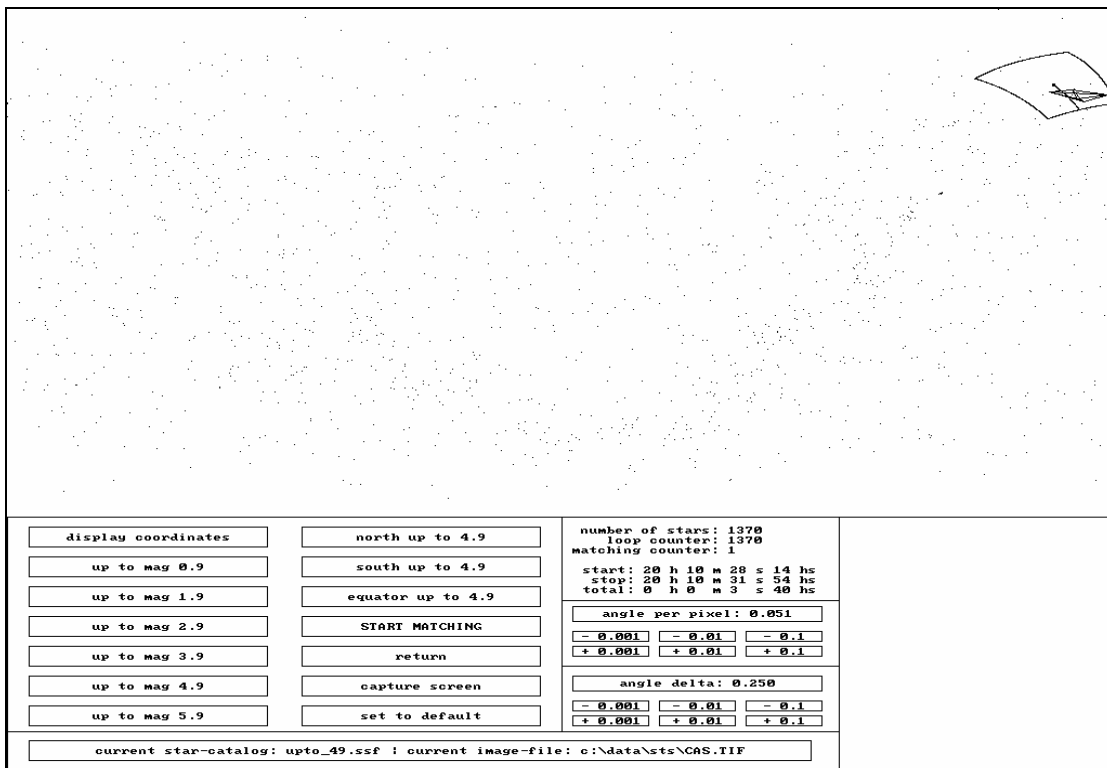 display coordinates
up to mag 0.9
up to mag 1.9
up to mag 2.9
up to mag 3.9
up to mag 4.9
up to mag 5.9
north up to 4.9
south up to 4.9
equator up to 4.9
START MATCHING
return
capture screen
set to default
number of stars: 1370
loop counter: 1370
matching counter: 1
start: 20 h 10 m 28 s 14 hs
stop: 20 h 10 m 31 s 54 hs
total: 0 h 0 m 3 s 40 hs
angle per pixel: 0.051
- 0.001 - 0.01 - 0.1
+ 0.001 + 0.01 + 0.1
angle delta: 0.250
- 0.001 - 0.01 - 0.1
+ 0.001 + 0.01 + 0.1
current star-catalog: upto_49.ssf | current image-file: c:\data\sts\CAS.TIF